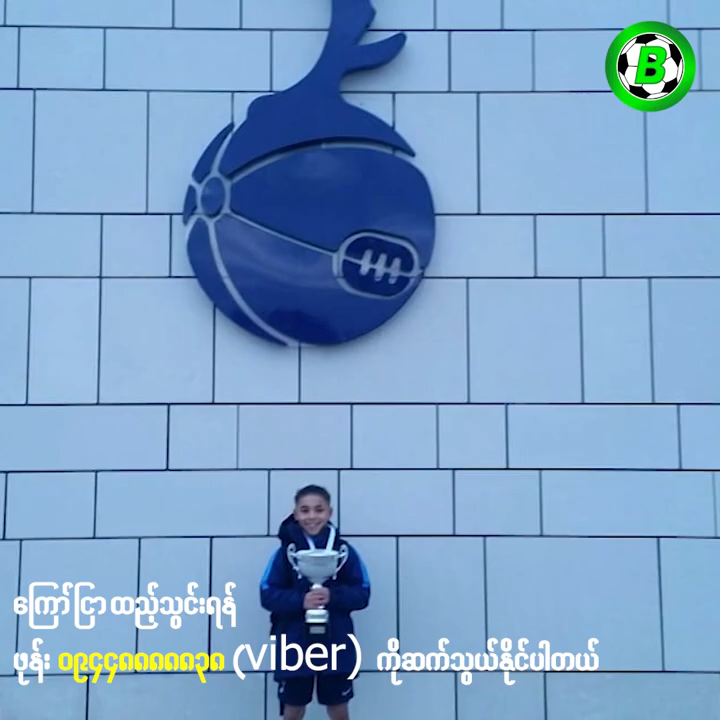 B
ကြော်ငြာထည့်သွင်းရန်
ဖုန်း ၀၉၄၄၈၈၈၈၈၃၈ (viber) ကိုဆက်သွယ်နိုင်ပါတယ်